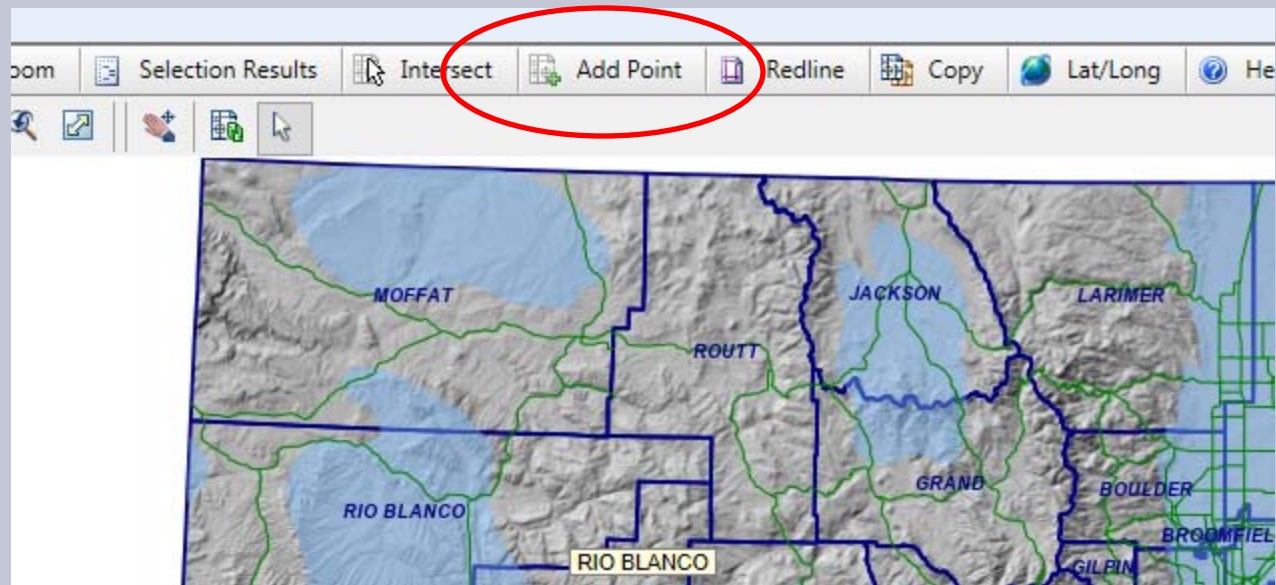 oom Selection Results Intersect Add Point Redline Copy Lat/Long He
MOFFAT JACKSON LARIMER
ROUTT
GRAND BOULDER
RIO BLANCO
BROOMFIEL
RIO BLANCO GILPIN